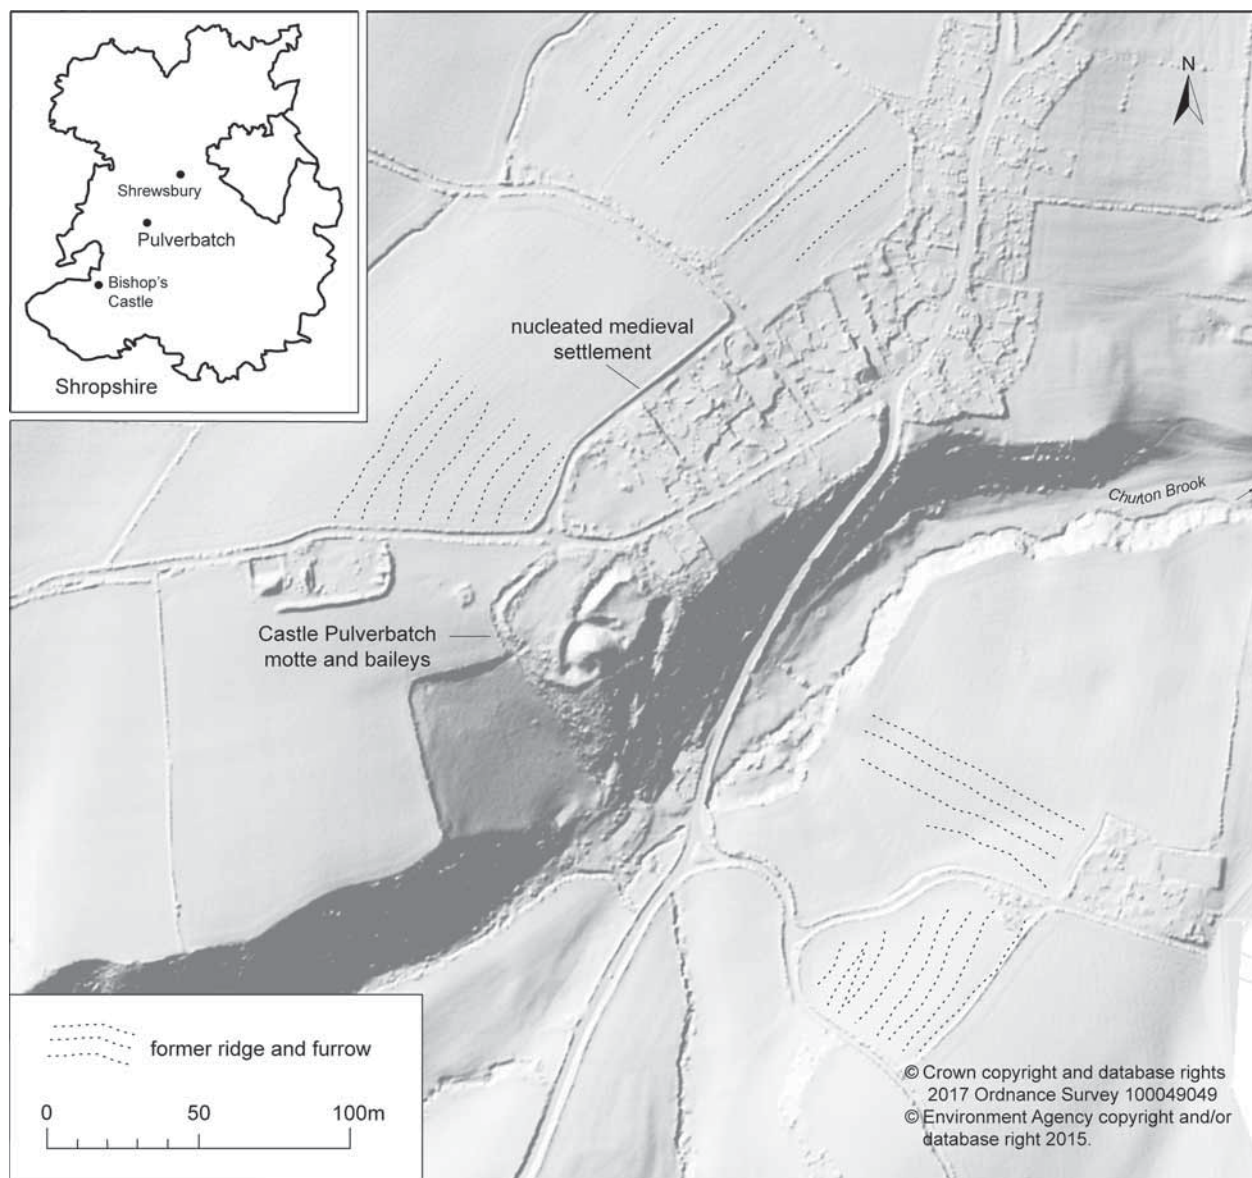 Shrewsbury
Pulverbatch
Bishop's
Castle
Shropshire
N
nucleated medieval
settlement
Churton Brook
Castle Pulverbatch
motte and baileys
former ridge and furrow
0 50 100m
© Crown copyright and database rights
2017 Ordnance Survey 100049049
© Environment Agency copyright and/or
database right 2015.